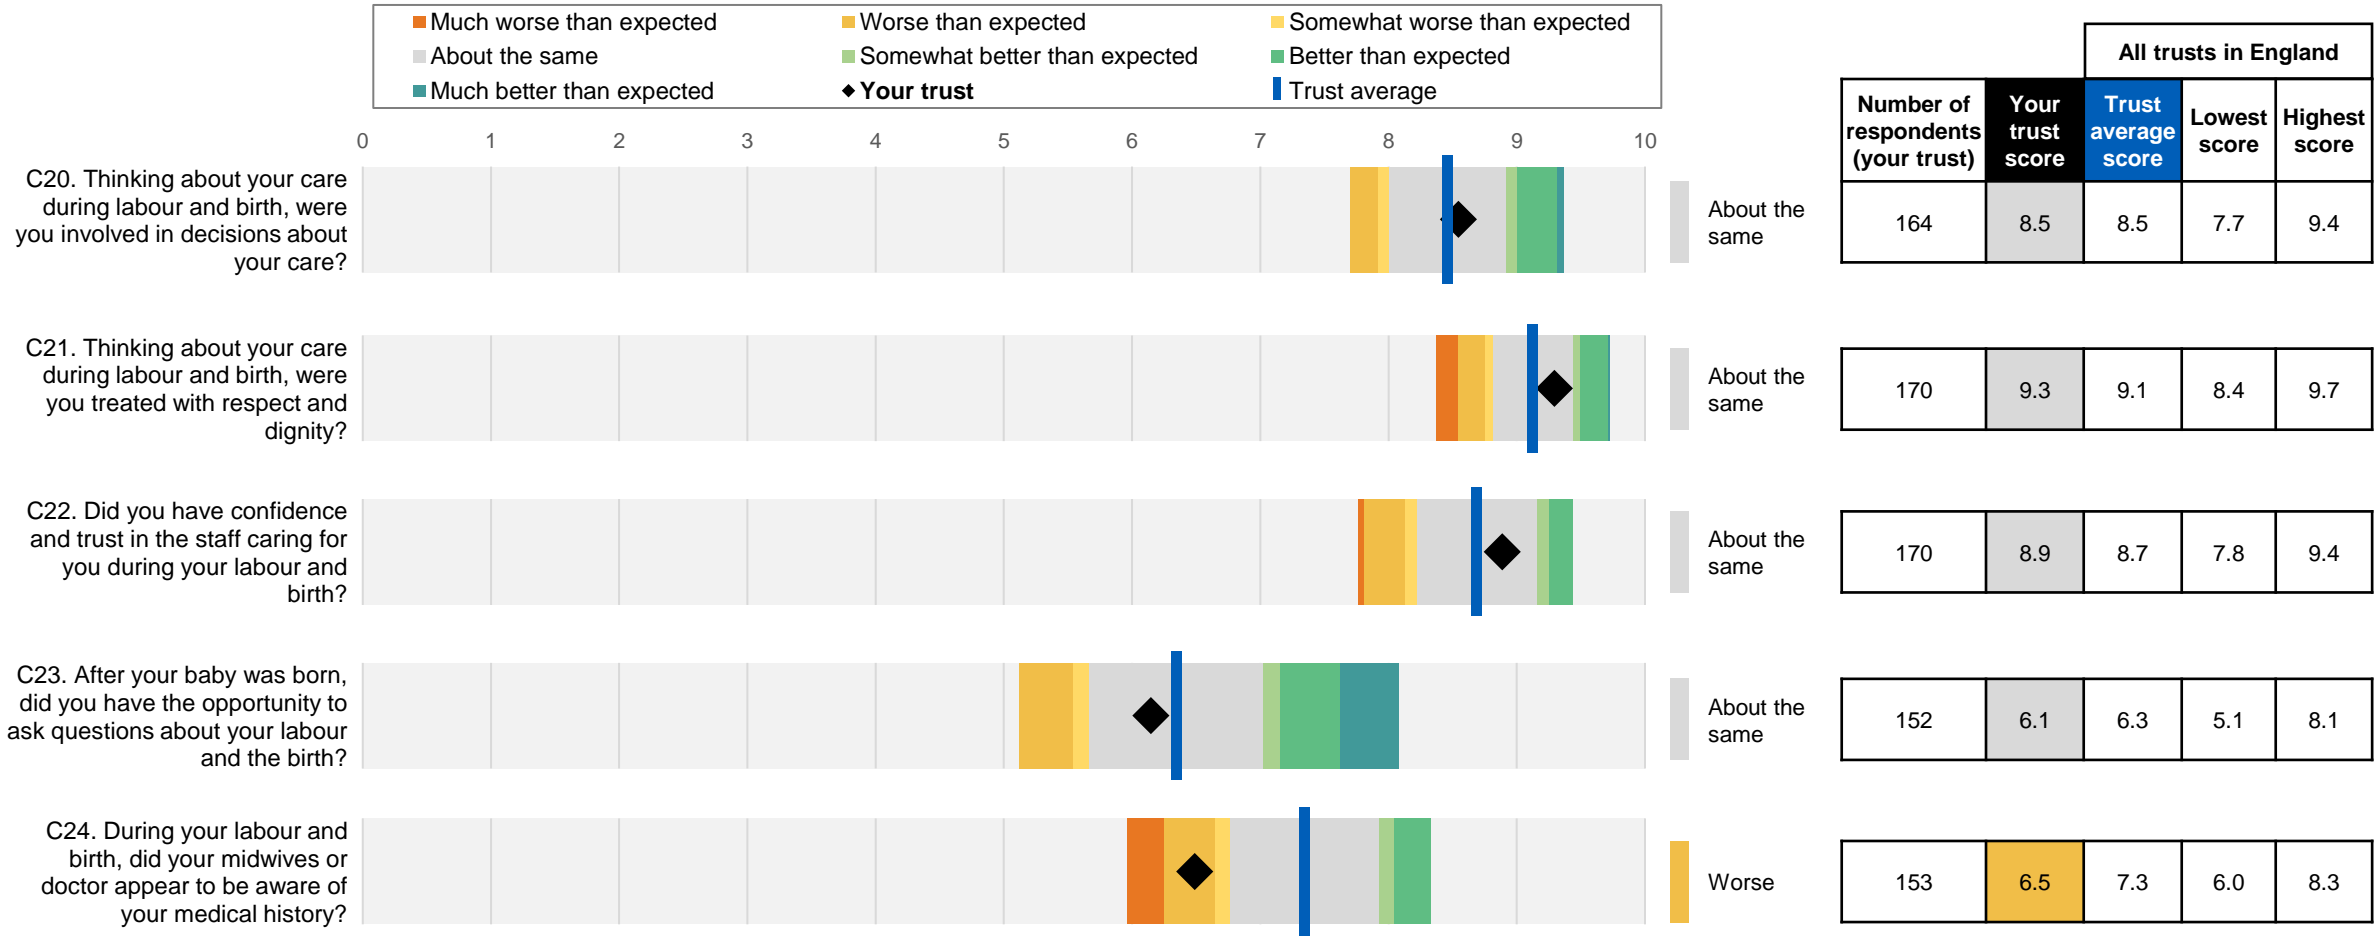 Much worse than expected
Worse than expected
Somewhat worse than expected
About the same
Somewhat better than expected
Better than expected
Much better than expected
Your trust
Trust average
All trusts in England
Number of respondents (your trust)
Your trust score
Trust average score
Lowest score
Highest score
0 1 2 3 4 5 6 7 8 9 10
C20. Thinking about your care
during labour and birth, were
you involved in decisions about
your care?
About the
same
164 8.5 8.5 7.7 9.4
C21. Thinking about your care
during labour and birth, were
you treated with respect and
dignity?
About the
same
170 9.3 9.1 8.4 9.7
C22. Did you have confidence
and trust in the staff caring for
you during your labour and
birth?
About the
same
170 8.9 8.7 7.8 9.4
C23. After your baby was born,
did you have the opportunity to
ask questions about your labour
and the birth?
About the
same
152 6.1 6.3 5.1 8.1
C24. During your labour and
birth, did your midwives or
doctor appear to be aware of
your medical history?
Worse
153 6.5 7.3 6.0 8.3